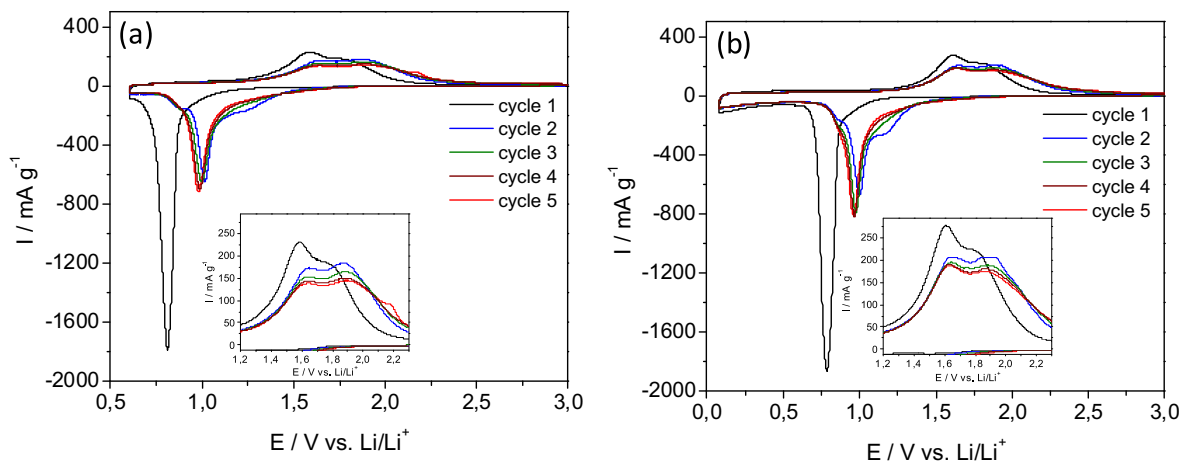 (a)
400
0
-400
-800
-1200
-1600
-2000
I / mA g⁻¹
cycle 1
cycle 2
cycle 3
cycle 4
cycle 5
250
200
150
100
50
0
I / mA g⁻¹
1,2 1,4 1,6 1,8 2,0 2,2
E / V vs. Li/Li⁺
0,5 1,0 1,5 2,0 2,5 3,0
E / V vs. Li/Li⁺
(b)
400
0
-400
-800
-1200
-1600
-2000
I / mA g⁻¹
cycle 1
cycle 2
cycle 3
cycle 4
cycle 5
275
250
225
200
175
150
125
100
75
50
25
0
I / mA g⁻¹
1,2 1,4 1,6 1,8 2,0 2,2
E / V vs. Li/Li⁺
0,0 0,5 1,0 1,5 2,0 2,5 3,0
E / V vs. Li/Li⁺